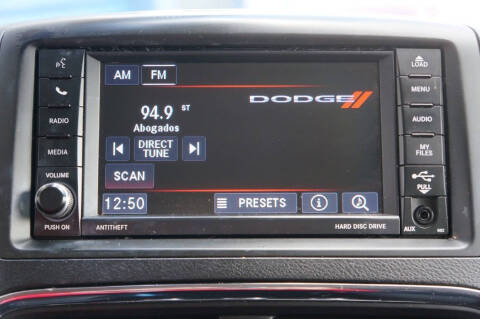 AM FM
LOAD
MENU
94.9 ST
DODGE
Abogados
RADIO
AUDIO
DIRECT TUNE
MEDIA
MY FILES
SCAN
VOLUME
PULL
12:50
PRESETS
PUSH ON
ANTITHEFT
HARD DISC DRIVE
AUX